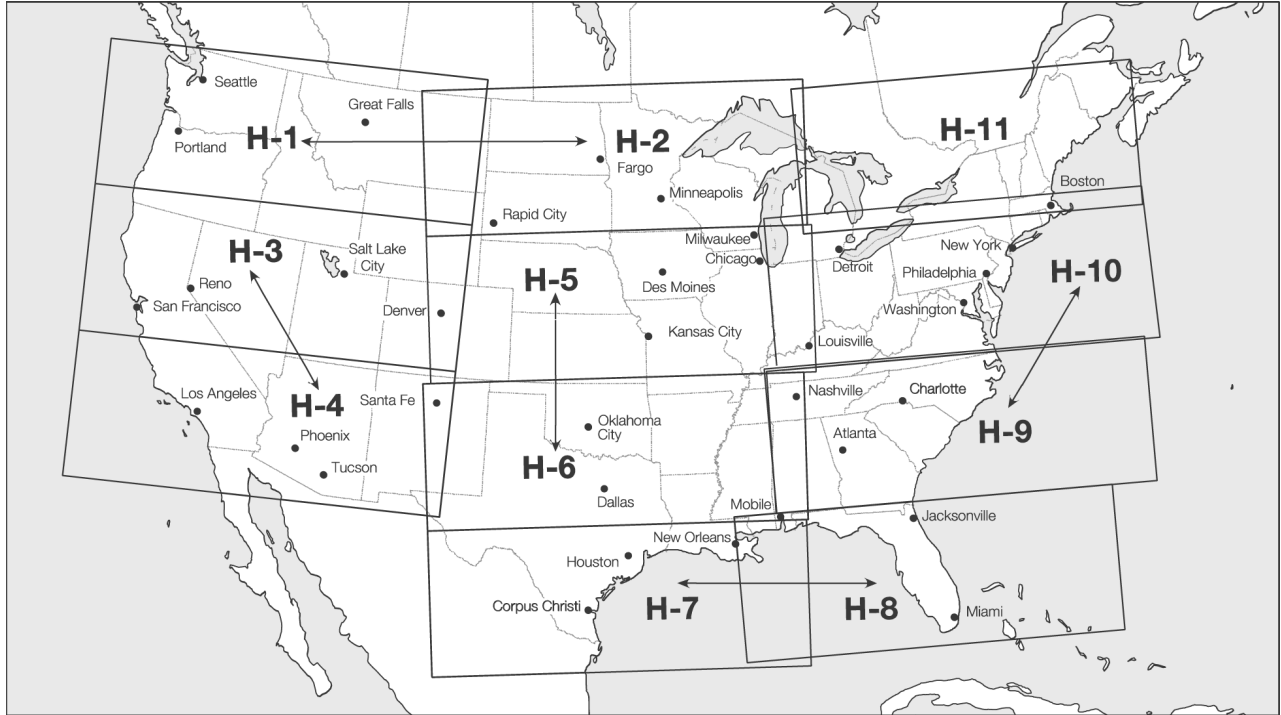 Seattle
Great Falls
H-1
H-2
H-11
Portland
Fargo
Boston
Minneapolis
Rapid City
H-3
Salt Lake
City
Milwaukee
New York
Chicago
Detroit
Philadelphia
H-10
H-5
Reno
Des Moines
San Francisco
Denver
Washington
Kansas City
Louisville
Los Angeles
Santa Fe
H-4
Nashville
Charlotte
Oklahoma
City
Phoenix
Atlanta
H-9
Tucson
H-6
Dallas
Mobile
Jacksonville
New Orleans
Houston
Corpus Christi
H-7
H-8
Miami